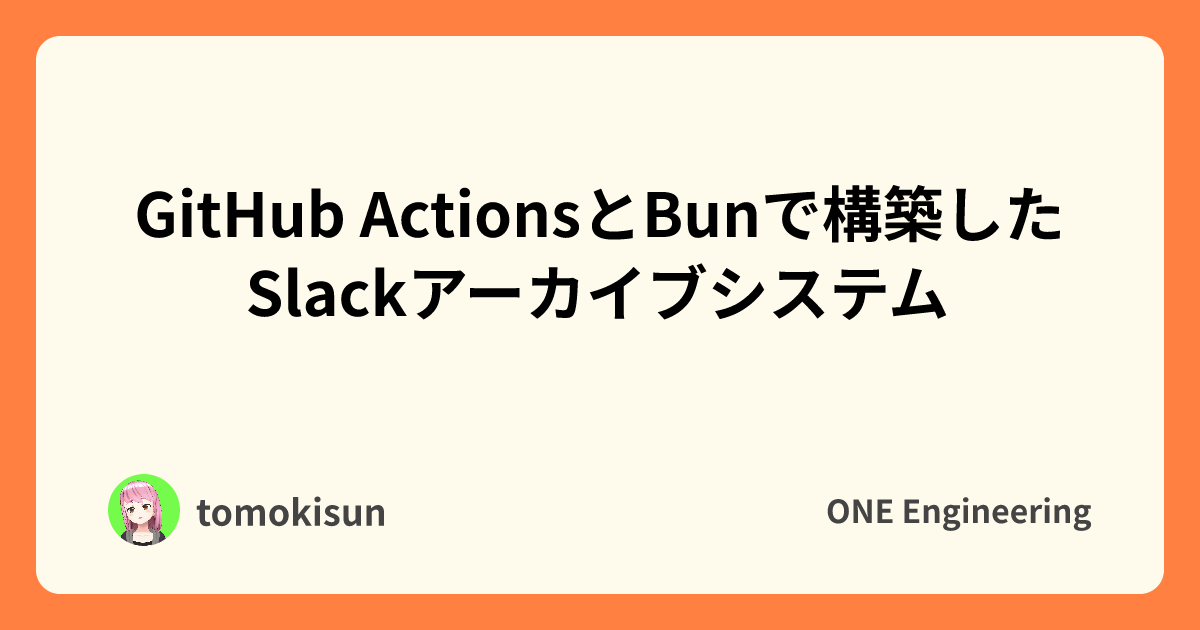 GitHub ActionsとBunで構築した
Slackアーカイブシステム
tomokisun
ONE Engineering